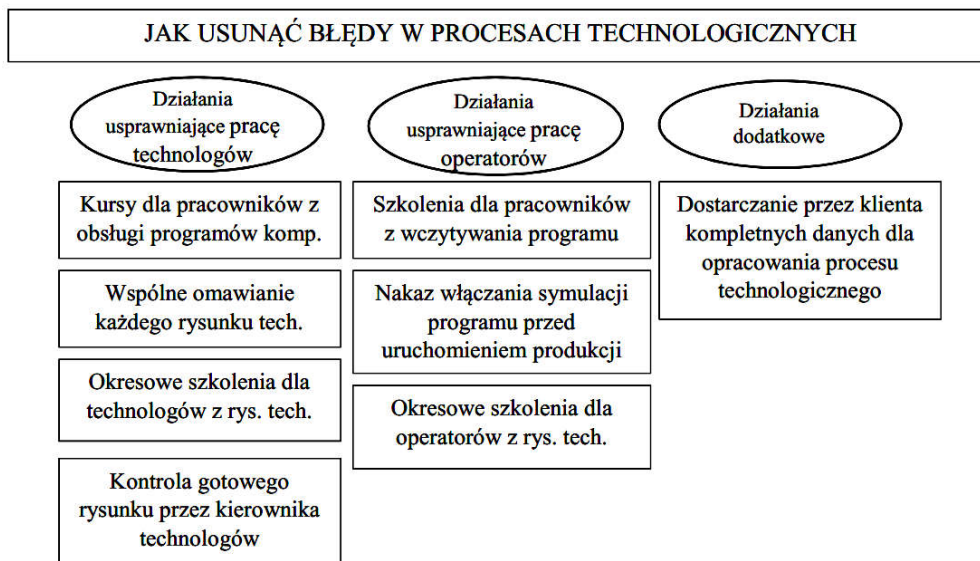 JAK USUNĄĆ BŁĘDY W PROCESACH TECHNOLOGICZNYCH
Działania
usprawniające pracę
technologów
Kursy dla pracowników z
obsługi programów komp.
Wspólne omawianie
każdego rysunku tech.
Okresowe szkolenia dla
technologów z rys. tech.
Kontrola gotowego
rysunku przez kierownika
technologów
Działania
usprawniające pracę
operatorów
Szkolenia dla pracowników
z wczytywania programu
Nakaz włączania symulacji
programu przed
uruchomieniem produkcji
Okresowe szkolenia dla
operatorów z rys. tech.
Działania
dodatkowe
Dostarczanie przez klienta
kompletnych danych dla
opracowania procesu
technologicznego